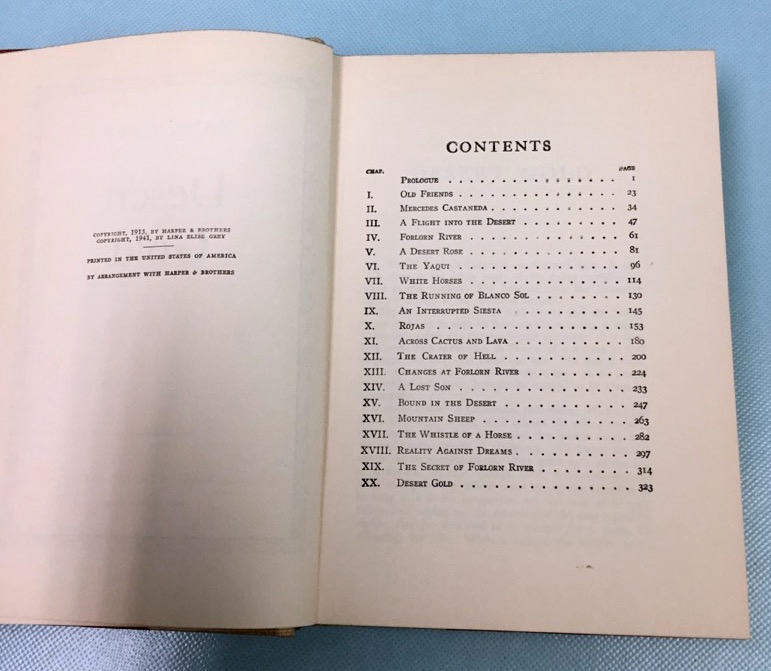 COPYRIGHT, 1913, BY HARPER & BROTHERS
COPYRIGHT, 1941, BY LINA ELISE GREY
PRINTED IN THE UNITED STATES OF AMERICA
BY ARRANGEMENT WITH HARPER & BROTHERS
CONTENTS
CHAP. PAGE
PROLOGUE . . . . . . . . . . . . . . 1
I. OLD FRIENDS . . . . . . . . . . . . . 23
II. MERCEDES CASTANEDA . . . . . . . . . . . 34
III. A FLIGHT INTO THE DESERT . . . . . . . . . 47
IV. FORLORN RIVER . . . . . . . . . . . . . 61
V. A DESERT ROSE . . . . . . . . . . . . . 81
VI. THE YAQUI . . . . . . . . . . . . . . 96
VII. WHITE HORSES . . . . . . . . . . . . . 114
VIII. THE RUNNING OF BLANCO SOL . . . . . . . . 130
IX. AN INTERRUPTED SIESTA . . . . . . . . . . 145
X. ROJAS . . . . . . . . . . . . . . . 153
XI. ACROSS CACTUS AND LAVA . . . . . . . . . 180
XII. THE CRATER OF HELL . . . . . . . . . . . 200
XIII. CHANGES AT FORLORN RIVER . . . . . . . . . 224
XIV. A LOST SON . . . . . . . . . . . . . . 233
XV. BOUND IN THE DESERT . . . . . . . . . . 247
XVI. MOUNTAIN SHEEP . . . . . . . . . . . . 263
XVII. THE WHISTLE OF A HORSE . . . . . . . . . 282
XVIII. REALITY AGAINST DREAMS . . . . . . . . . . 297
XIX. THE SECRET OF FORLORN RIVER . . . . . . . . 314
XX. DESERT GOLD . . . . . . . . . . . . . . 323